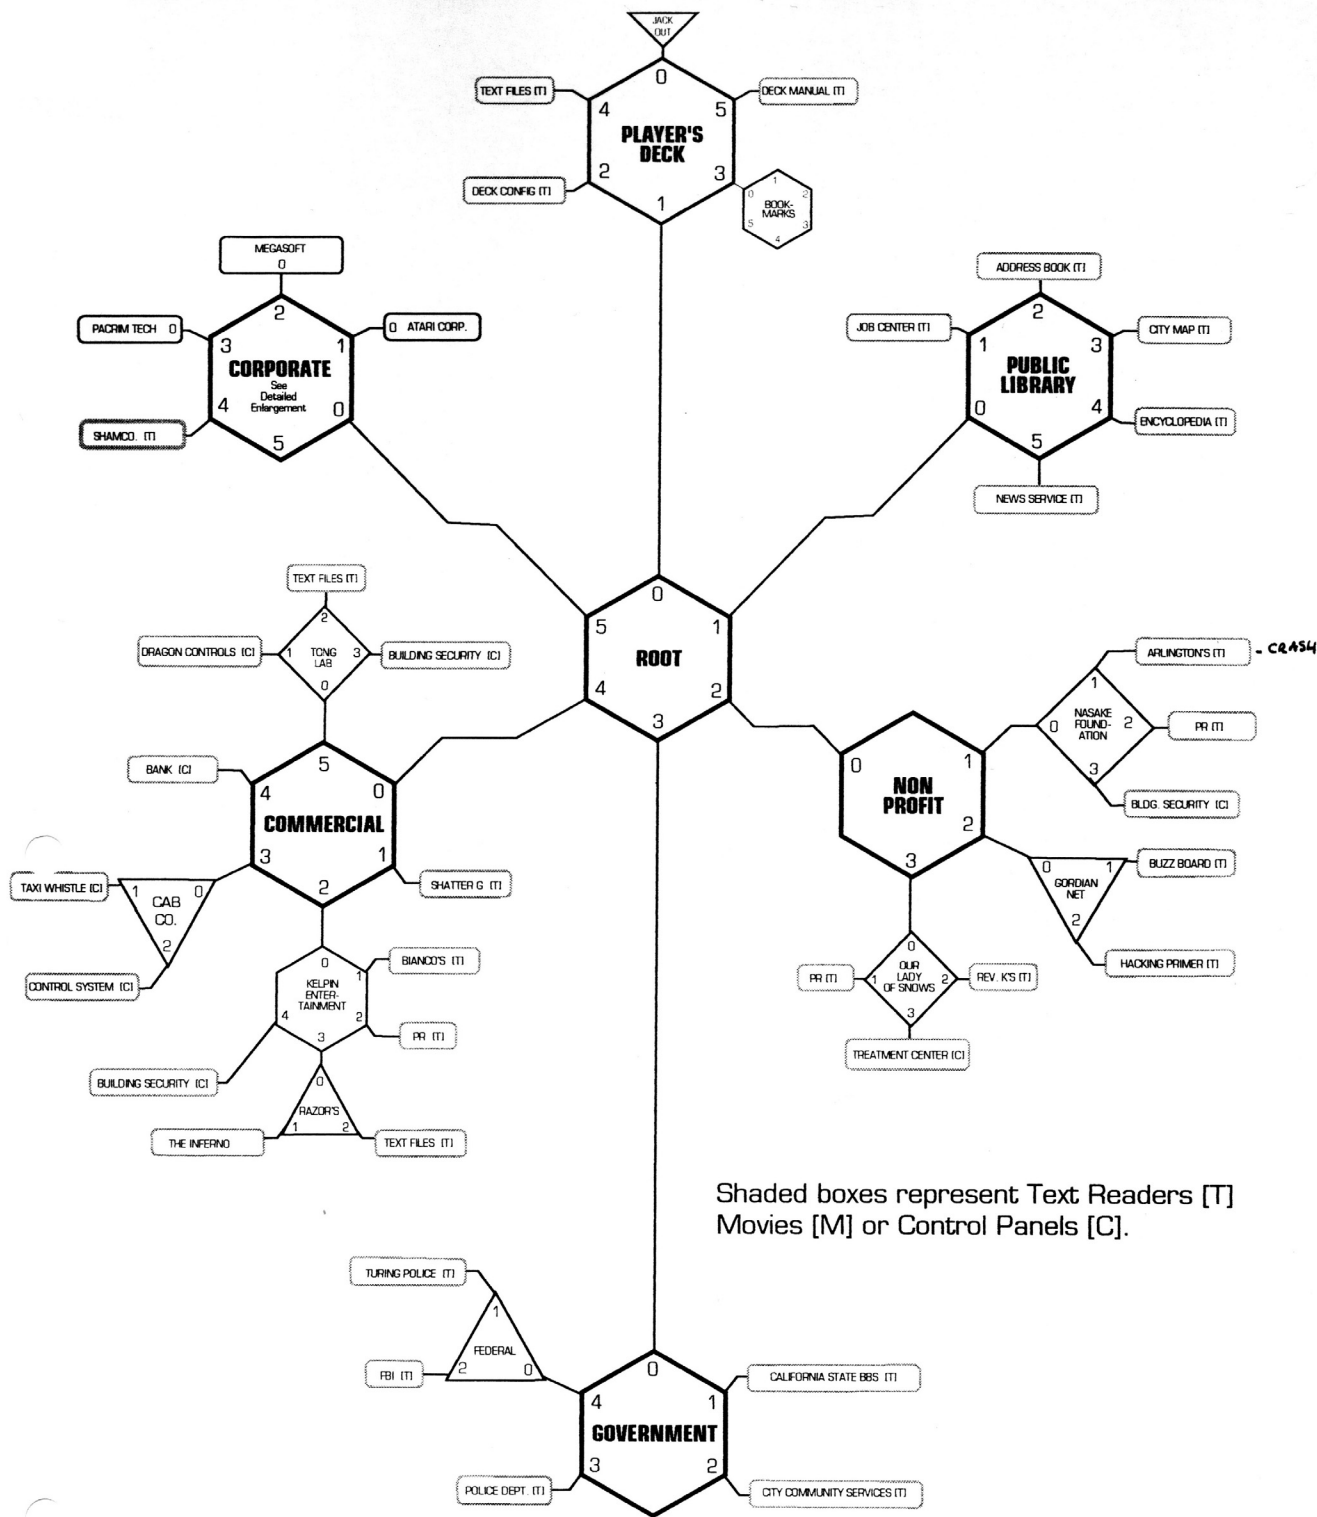 JACK
OUT
0
TEXT FILES [T]
4
5
DECK MANUAL [T]
PLAYER'S
DECK
2
3
DECK CONFIG [T]
1
0
1
2
BOOK-
MARKS
5
3
4
MEGASOFT
0
2
PACRIM TECH 0
3
1
0 ATARI CORP.
CORPORATE
See
Detailed
Enlargement
4
0
SHAMCO. [T]
5
ADDRESS BOOK [T]
2
JOB CENTER [T]
1
3
CITY MAP [T]
PUBLIC
LIBRARY
0
4
ENCYCLOPEDIA [T]
5
NEWS SERVICE [T]
0
5
1
ROOT
4
2
3
TEXT FILES [T]
2
DRAGON CONTROLS [C]
1
TONG
LAB
3
BUILDING SECURITY [C]
0
5
BANK [C]
4
0
COMMERCIAL
3
1
2
SHATTER G [T]
TAXI WHISTLE [C]
1
0
CAB
CO.
2
CONTROL SYSTEM [C]
0
1
BIANCO'S [T]
KELPIN
ENTER-
TAINMENT
4
2
3
PR [T]
BUILDING SECURITY [C]
0
RAZOR'S
1
2
THE INFERNO
TEXT FILES [T]
ARLINGTON'S [T]
- CRASH
1
NASAKE
FOUND-
ATION
0
2
PR [T]
3
BLDG. SECURITY [C]
0
1
NON
PROFIT
2
3
0
1
BUZZ BOARD [T]
GORDIAN
NET
2
HACKING PRIMER [T]
0
PR [T]
1
OUR
LADY
OF SNOWS
2
REV. K'S [T]
3
TREATMENT CENTER [C]
Shaded boxes represent Text Readers [T]
Movies [M] or Control Panels [C].
TURING POLICE [T]
1
FEDERAL
FBI [T]
2
0
0
4
1
CALIFORNIA STATE BBS [T]
GOVERNMENT
3
2
POLICE DEPT. [T]
CITY COMMUNITY SERVICES [T]